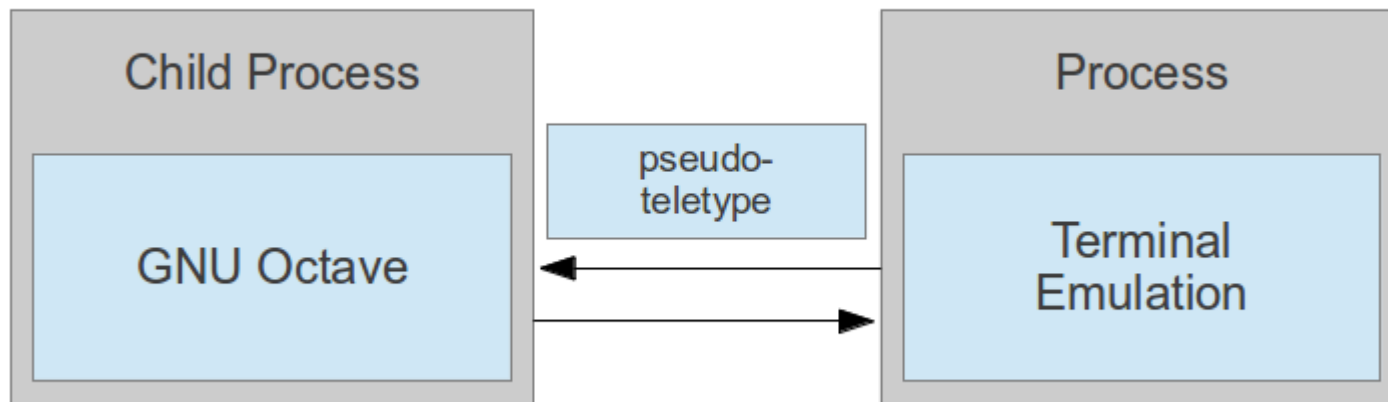 Child Process
GNU Octave
pseudo-
teletype
Process
Terminal
Emulation